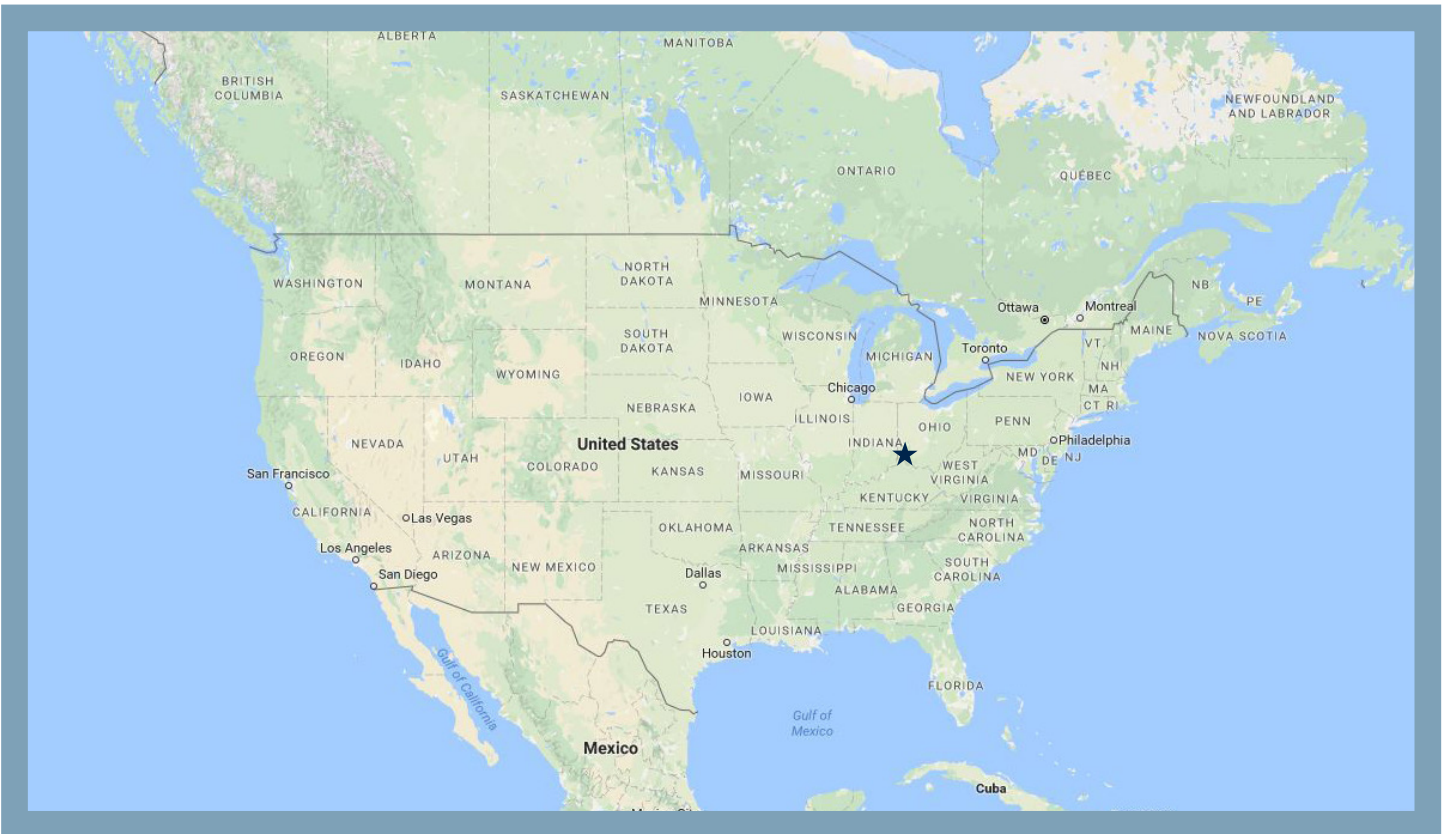 ALBERTA
MANITOBA
BRITISH
COLUMBIA
SASKATCHEWAN
NEWFOUNDLAND
AND LABRADOR
ONTARIO
QUÉBEC
WASHINGTON
MONTANA
NORTH
DAKOTA
MINNESOTA
NB
PE
Ottawa
Montreal
MAINE
NOVA SCOTIA
OREGON
IDAHO
SOUTH
DAKOTA
WISCONSIN
MICHIGAN
Toronto
VT
NH
WYOMING
NEW YORK
MA
CT RI
Chicago
NEBRASKA
IOWA
ILLINOIS
OHIO
PENN
NEVADA
United States
INDIANA
Philadelphia
UTAH
COLORADO
KANSAS
MISSOURI
WEST
VIRGINIA
MD
DE
NJ
San Francisco
KENTUCKY
VIRGINIA
CALIFORNIA
Las Vegas
OKLAHOMA
TENNESSEE
NORTH
CAROLINA
Los Angeles
ARIZONA
NEW MEXICO
ARKANSAS
MISSISSIPPI
SOUTH
CAROLINA
San Diego
Dallas
ALABAMA
TEXAS
GEORGIA
LOUISIANA
Houston
Gulf of California
FLORIDA
Gulf of
Mexico
Mexico
Cuba